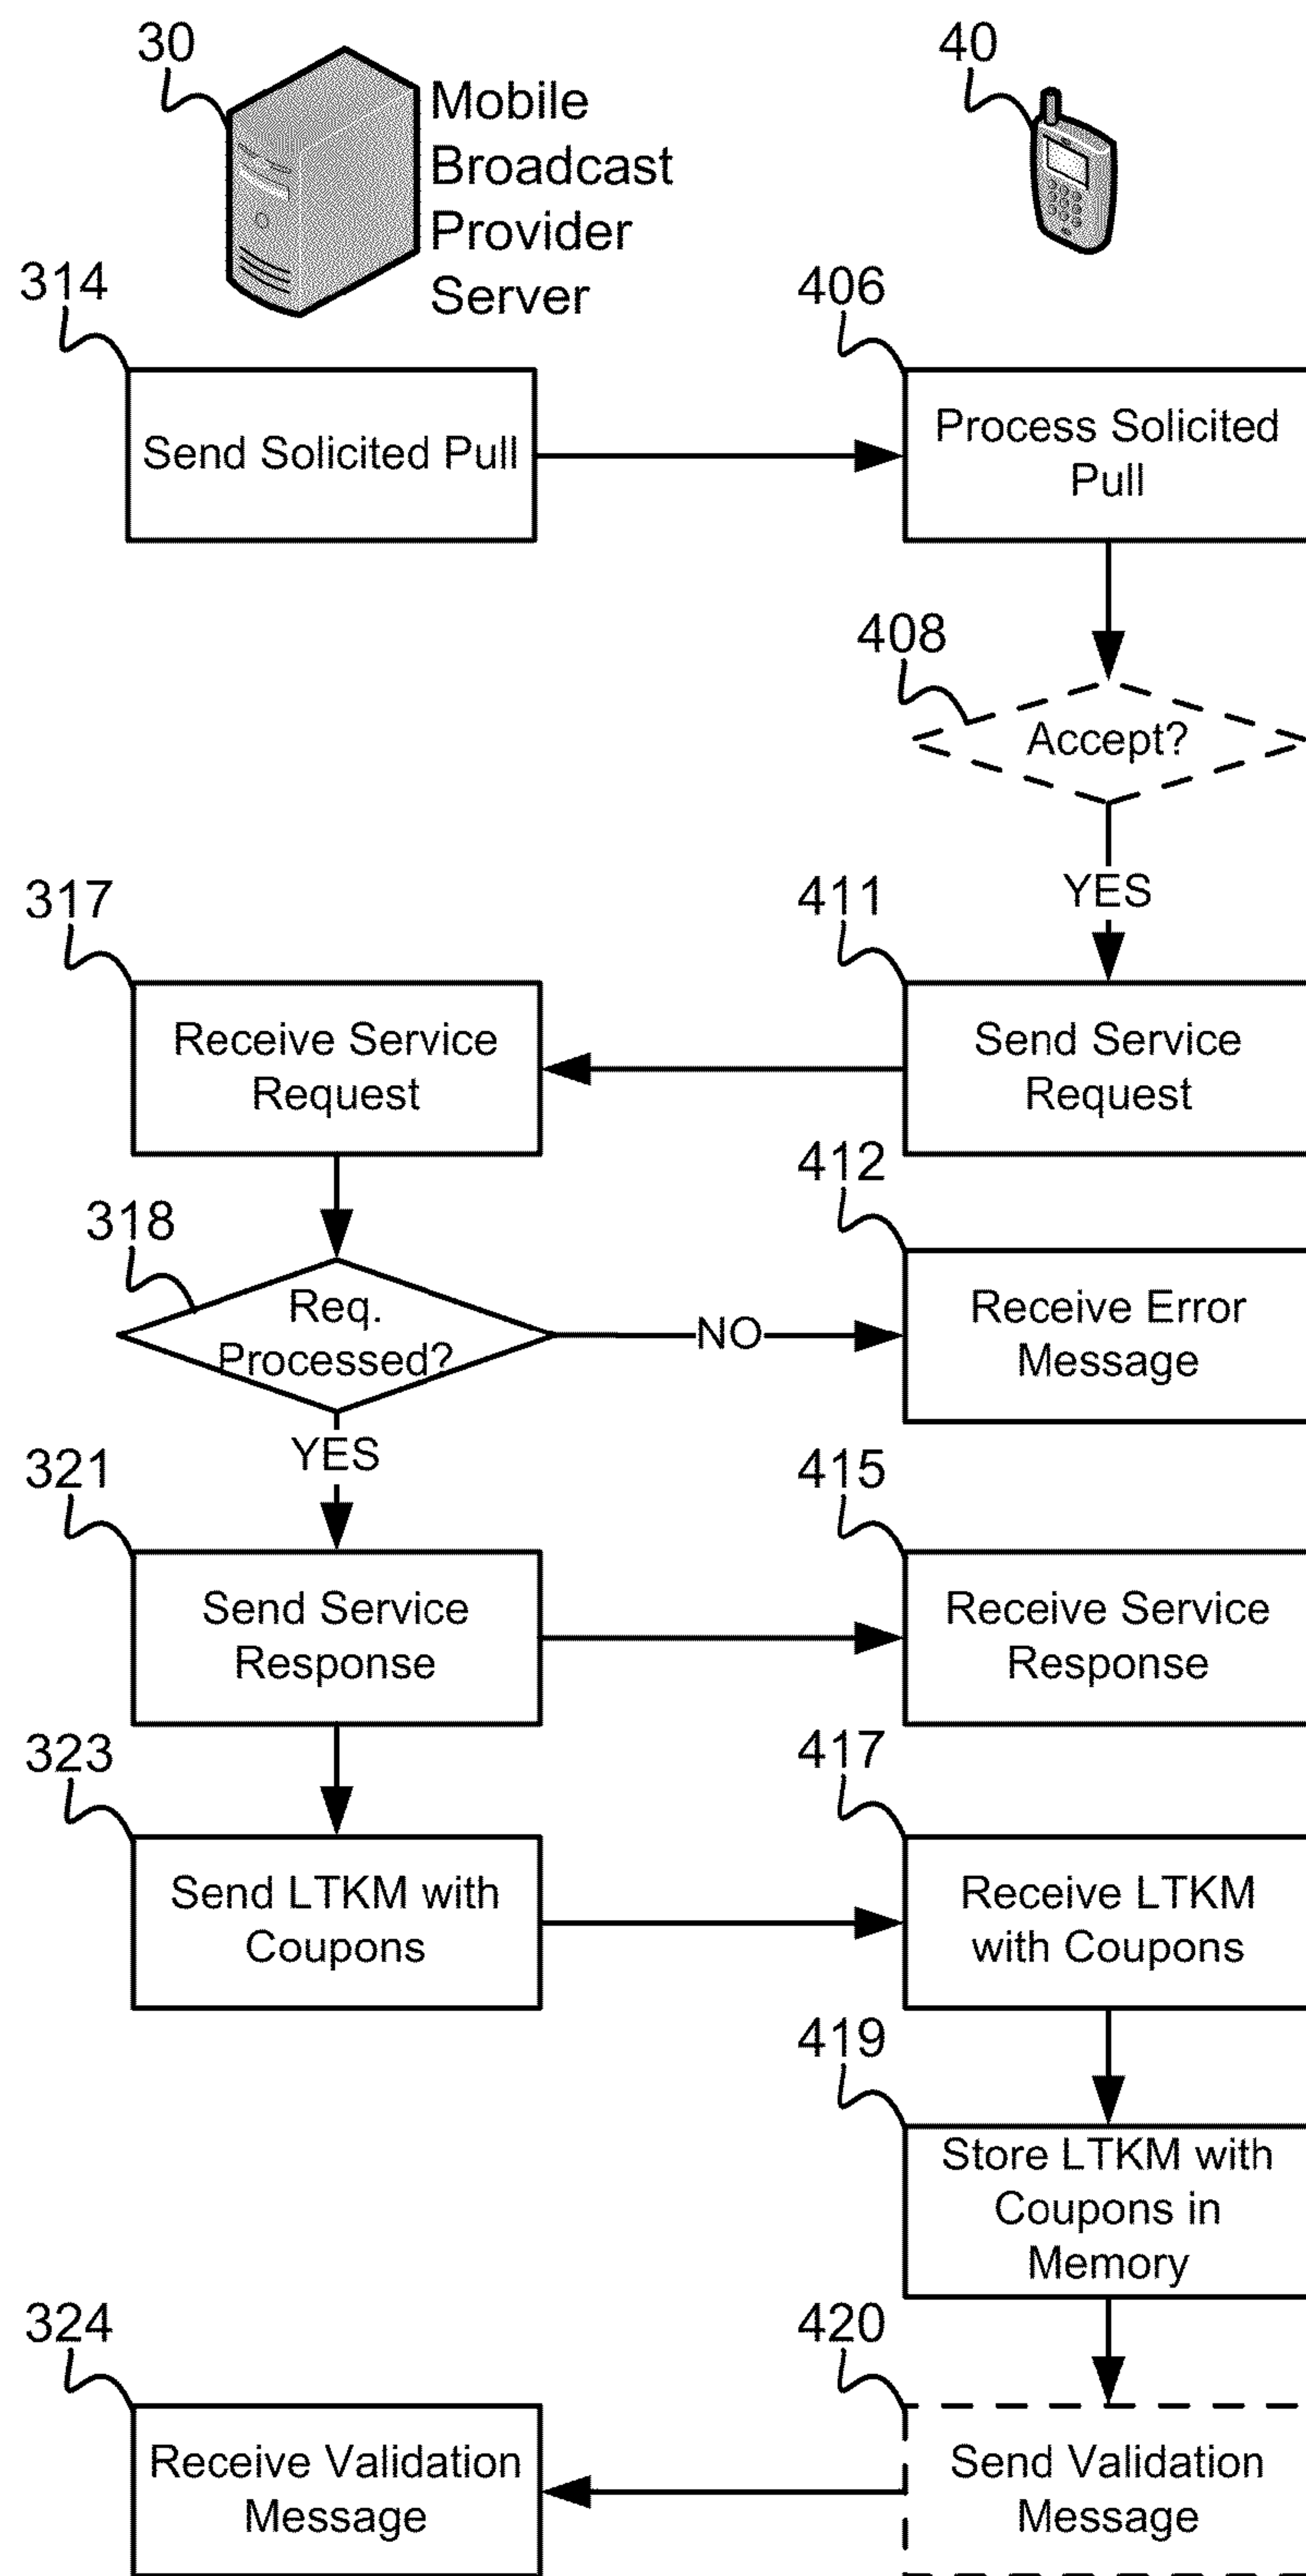 30
40
Mobile
Broadcast
Provider
Server
314
406
Send Solicited Pull
Process Solicited
Pull
408
Accept?
YES
317
411
Receive Service
Request
Send Service
Request
412
318
Req.
Processed?
NO
Receive Error
Message
YES
321
415
Send Service
Response
Receive Service
Response
323
417
Send LTKM with
Coupons
Receive LTKM
with Coupons
419
Store LTKM with
Coupons in
Memory
324
420
Receive Validation
Message
Send Validation
Message